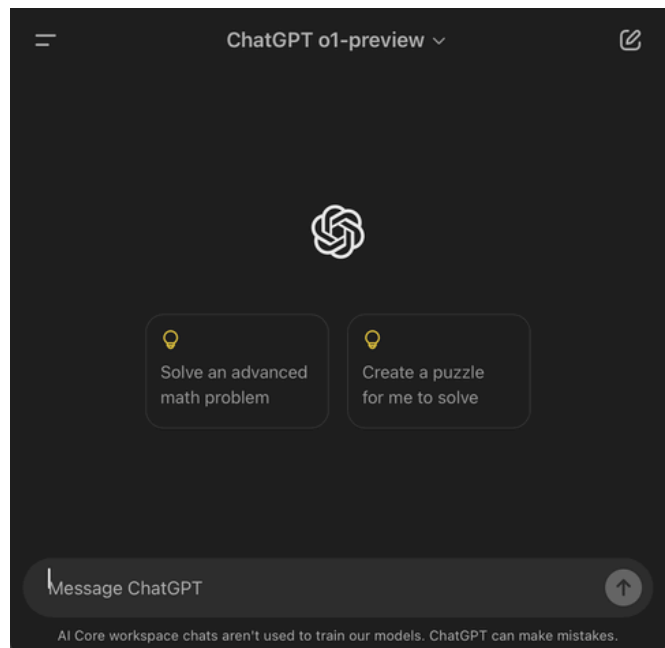 ChatGPT o1-preview
Solve an advanced
math problem
Create a puzzle
for me to solve
Message ChatGPT
AI Core workspace chats aren't used to train our models. ChatGPT can make mistakes.